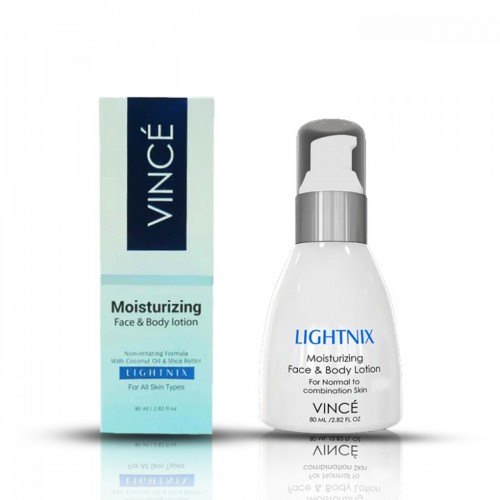 VINCÉ
Moisturizing
Face & Body lotion
Non-irritating Formula
With Coconut Oil & Shea Butter
LIGHTNIX
For All Skin Types
80 ml / 2.82 fl oz
LIGHTNIX
Moisturizing
Face & Body Lotion
For Normal to
combination Skin
VINCÉ
80 ML /2.82 FL OZ